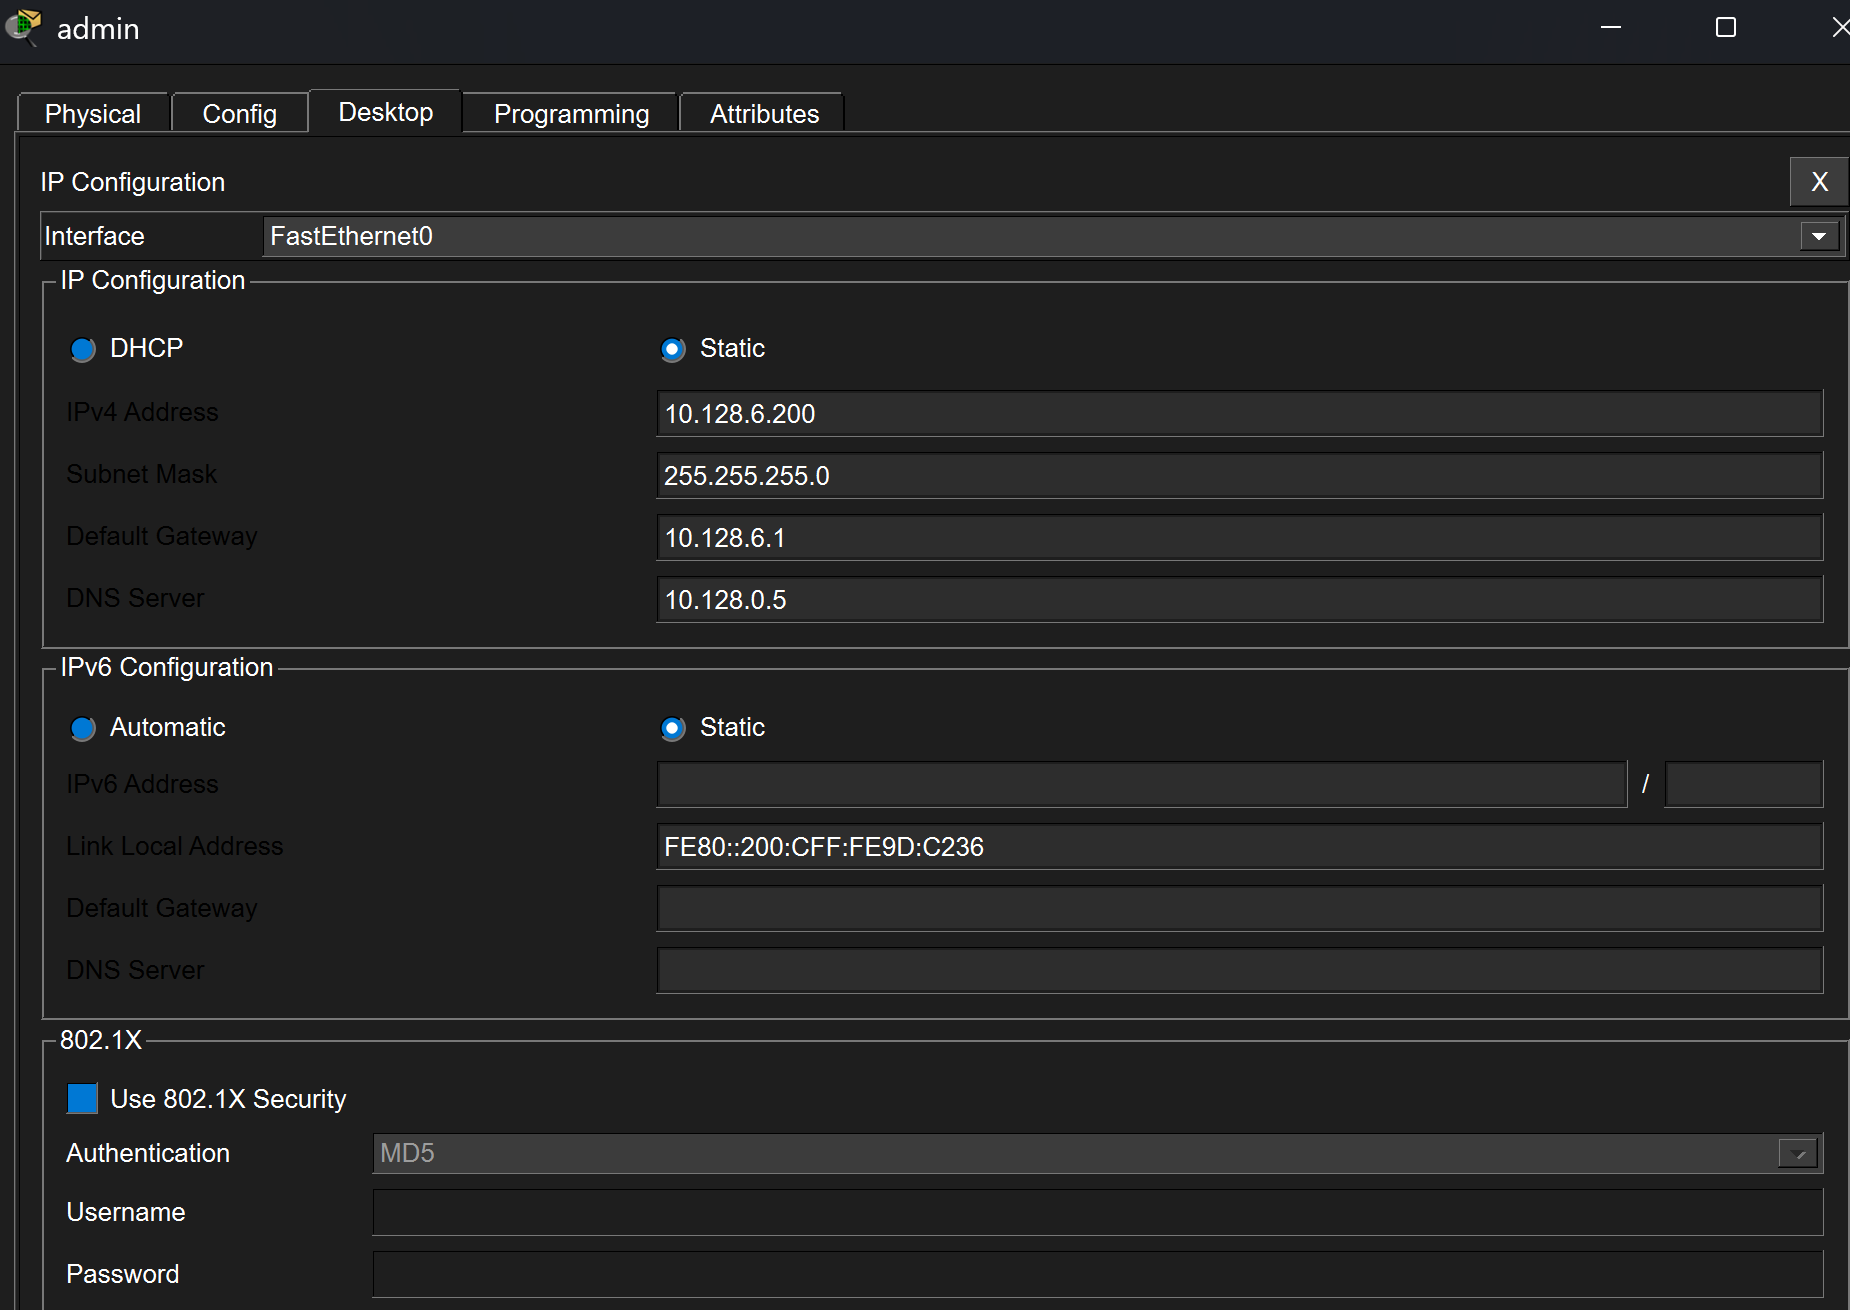 admin
Physical Config Desktop Programming Attributes
IP Configuration X
Interface FastEthernet0
IP Configuration
DHCP Static
IPv4 Address 10.128.6.200
Subnet Mask 255.255.255.0
Default Gateway 10.128.6.1
DNS Server 10.128.0.5
IPv6 Configuration
Automatic Static
IPv6 Address /
Link Local Address FE80::200:CFF:FE9D:C236
Default Gateway
DNS Server
802.1X
Use 802.1X Security
Authentication MD5
Username
Password